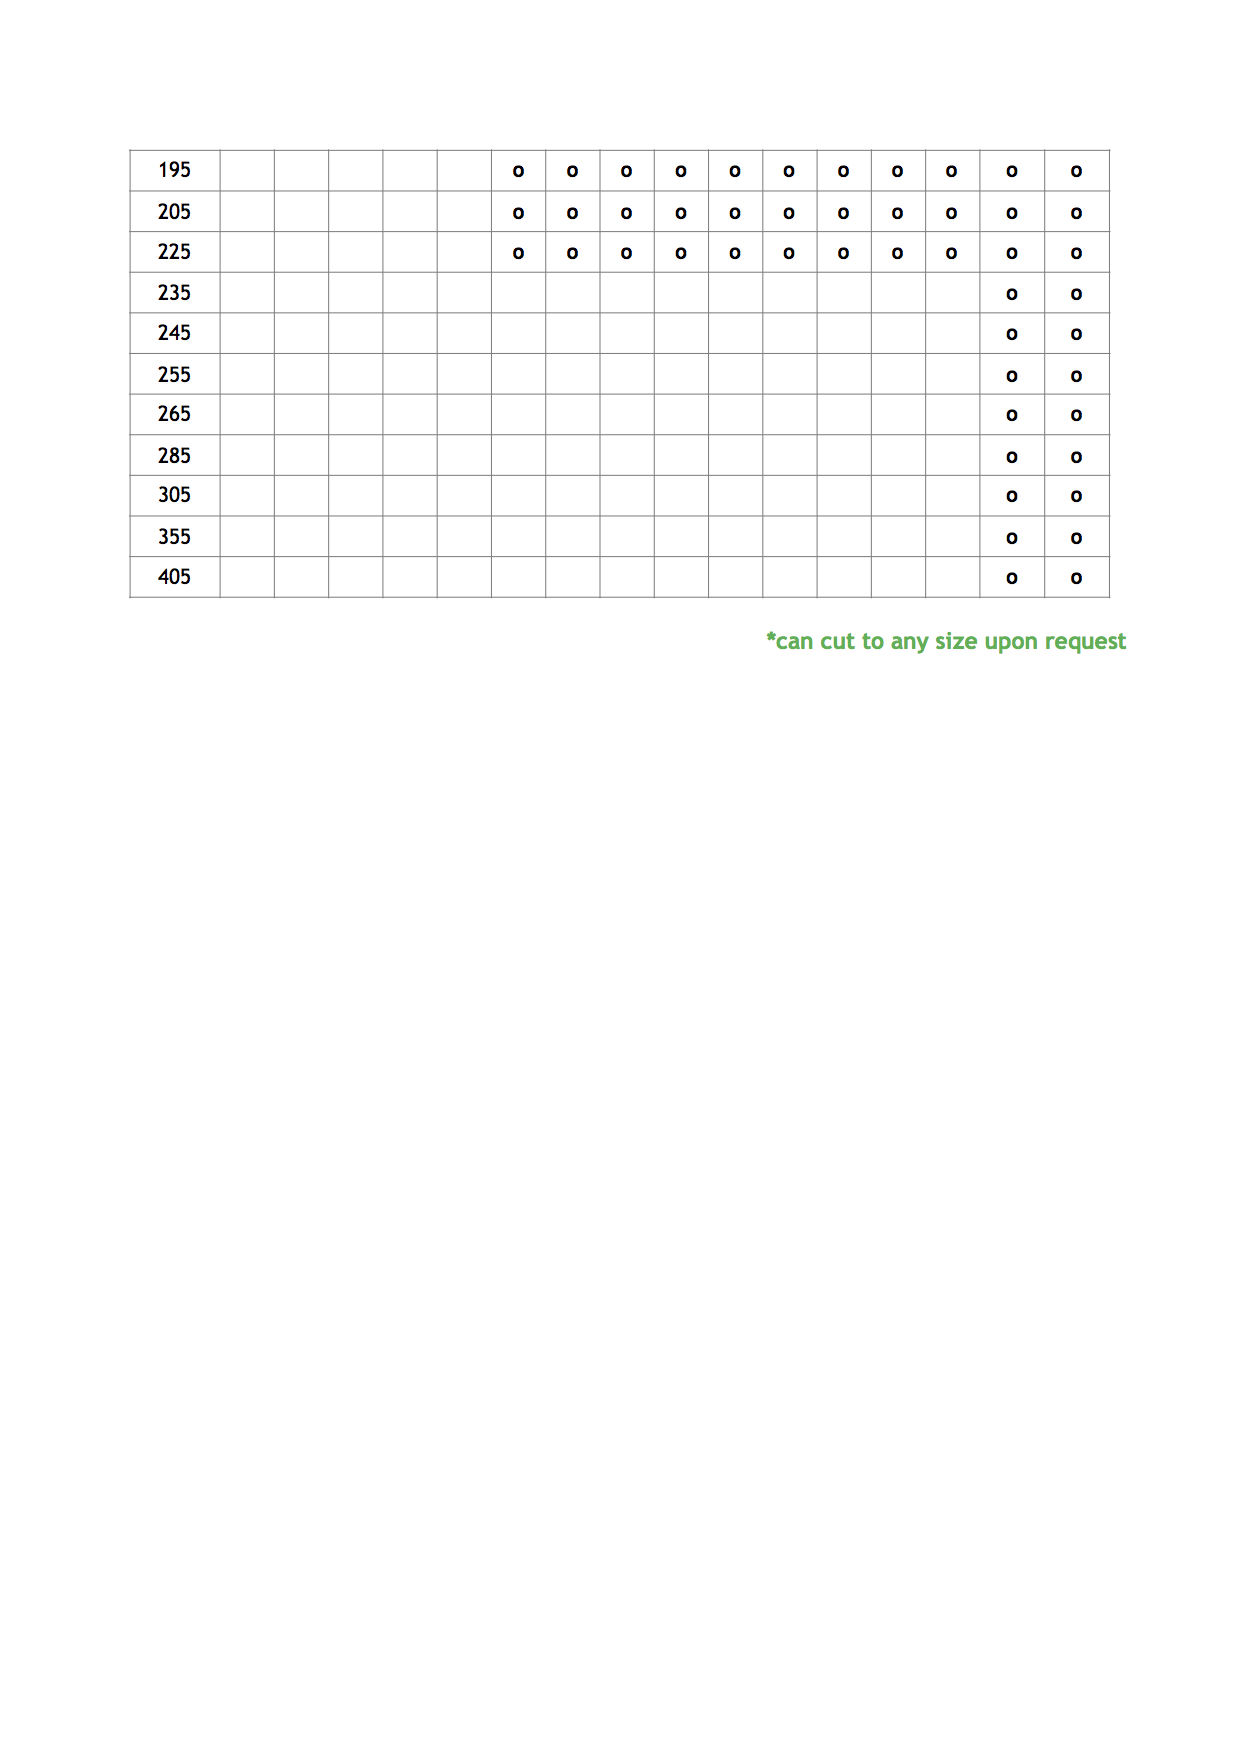 195 o o o o o o o o o o o
205 o o o o o o o o o o o
225 o o o o o o o o o o o
235 o o
245 o o
255 o o
265 o o
285 o o
305 o o
355 o o
405 o o
*can cut to any size upon request